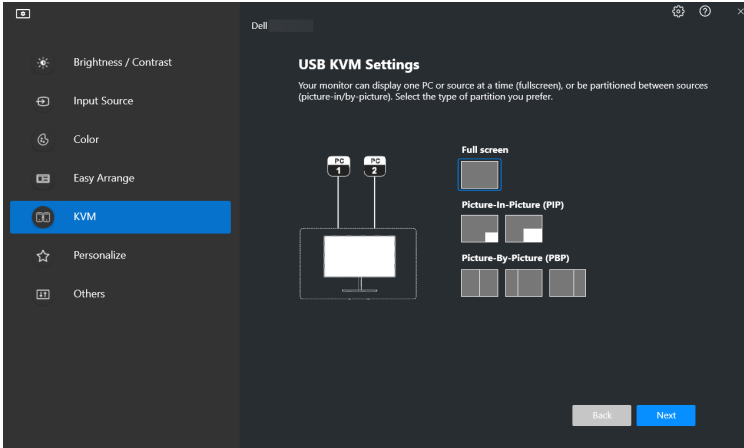 Dell
Brightness / Contrast
Input Source
Color
Easy Arrange
KVM
Personalize
Others
USB KVM Settings
Your monitor can display one PC or source at a time (fullscreen), or be partitioned between sources
(picture-in/by-picture). Select the type of partition you prefer.
PC
1
PC
2
Full screen
Picture-In-Picture (PIP)
Picture-By-Picture (PBP)
Back
Next